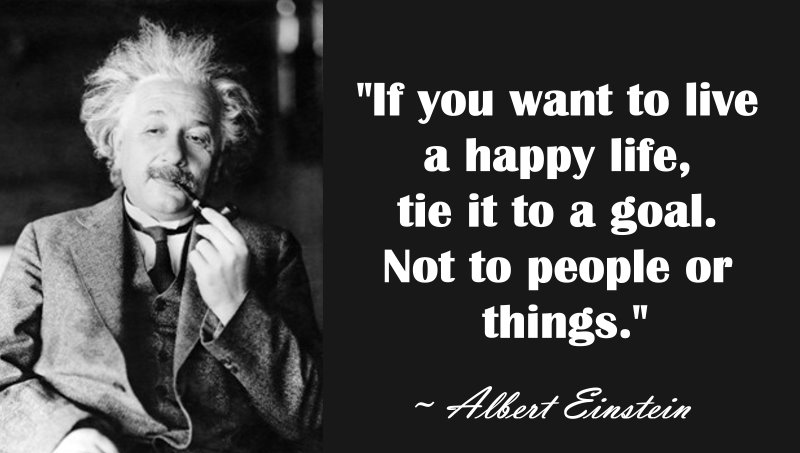 "If you want to live
a happy life,
tie it to a goal.
Not to people or
things."
~ Albert Einstein